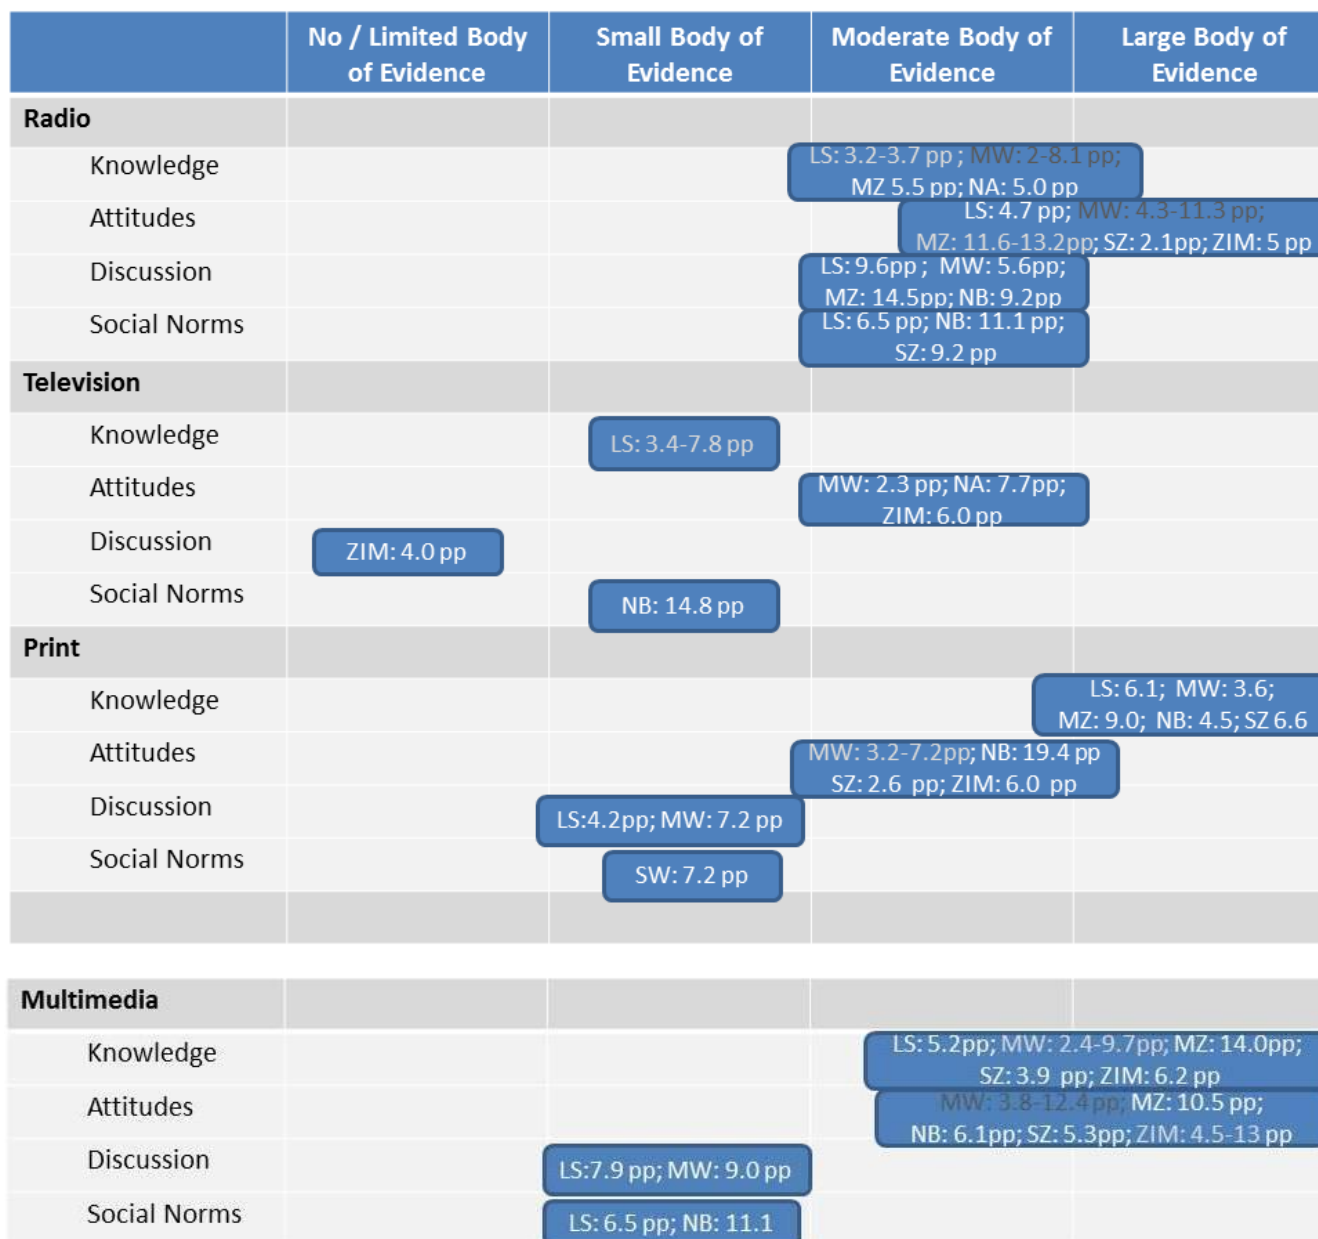 No / Limited Body of Evidence
Small Body of Evidence
Moderate Body of Evidence
Large Body of Evidence
Radio
Knowledge
LS: 3.2-3.7 pp ; MW: 2-8.1 pp;
MZ 5.5 pp; NA: 5.0 pp
Attitudes
LS: 4.7 pp; MW: 4.3-11.3 pp;
MZ: 11.6-13.2pp; SZ: 2.1pp; ZIM: 5 pp
Discussion
LS: 9.6pp ; MW: 5.6pp;
MZ: 14.5pp; NB: 9.2pp
Social Norms
LS: 6.5 pp; NB: 11.1 pp;
SZ: 9.2 pp
Television
Knowledge
LS: 3.4-7.8 pp
Attitudes
MW: 2.3 pp; NA: 7.7pp;
ZIM: 6.0 pp
Discussion
ZIM: 4.0 pp
Social Norms
NB: 14.8 pp
Print
Knowledge
LS: 6.1; MW: 3.6;
MZ: 9.0; NB: 4.5; SZ 6.6
Attitudes
MW: 3.2-7.2pp; NB: 19.4 pp
SZ: 2.6 pp; ZIM: 6.0 pp
Discussion
LS:4.2pp; MW: 7.2 pp
Social Norms
SW: 7.2 pp
Multimedia
Knowledge
LS: 5.2pp; MW: 2.4-9.7pp; MZ: 14.0pp;
SZ: 3.9 pp; ZIM: 6.2 pp
Attitudes
MW: 3.8-12.4 pp; MZ: 10.5 pp;
NB: 6.1pp; SZ: 5.3pp; ZIM: 4.5-13 pp
Discussion
LS:7.9 pp; MW: 9.0 pp
Social Norms
LS: 6.5 pp; NB: 11.1